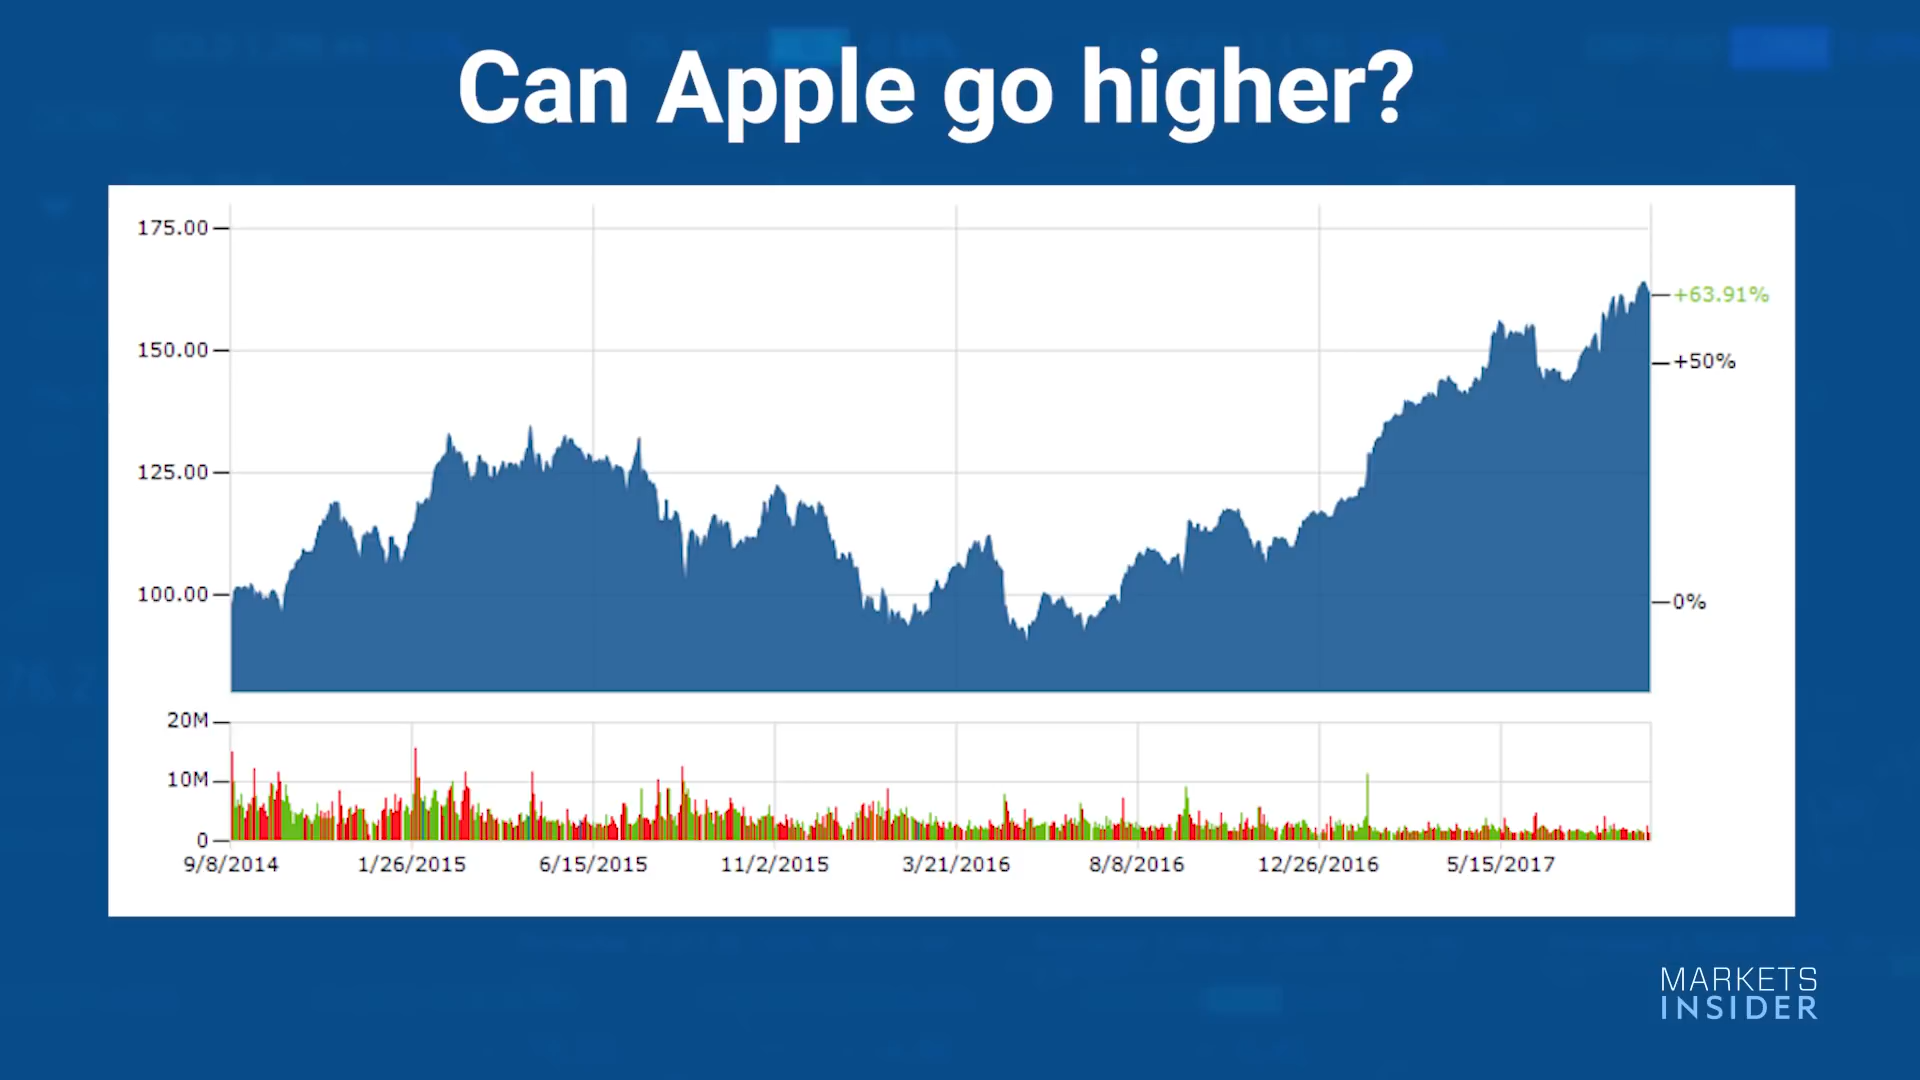 Can Apple go higher?
175.00
+63.91%
150.00
+50%
125.00
100.00
0%
20M
10M
0
9/8/2014 1/26/2015 6/15/2015 11/2/2015 3/21/2016 8/8/2016 12/26/2016 5/15/2017
MARKETS
INSIDER